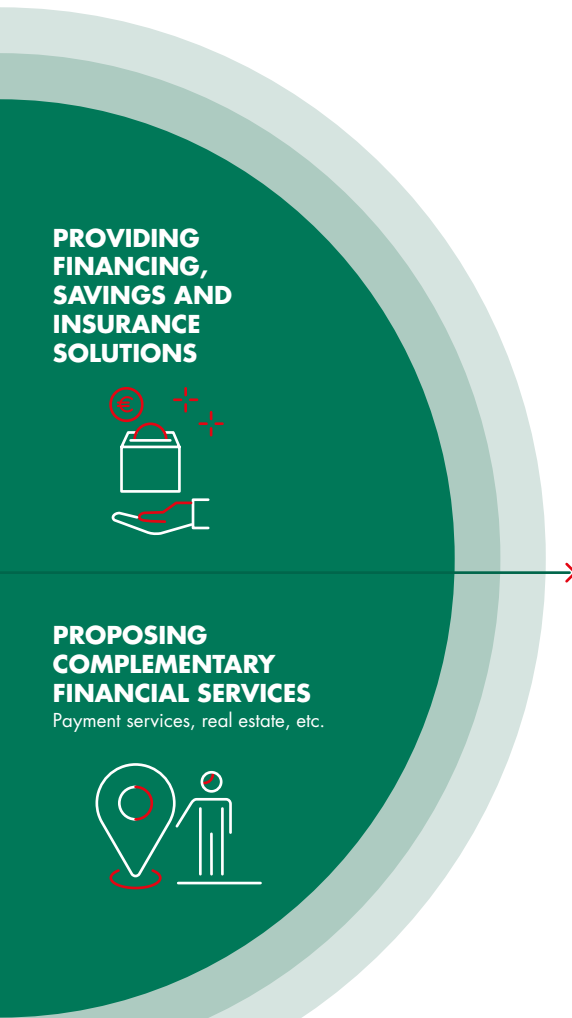 PROVIDING
FINANCING,
SAVINGS AND
INSURANCE
SOLUTIONS
€
PROPOSING
COMPLEMENTARY
FINANCIAL SERVICES
Payment services, real estate, etc.